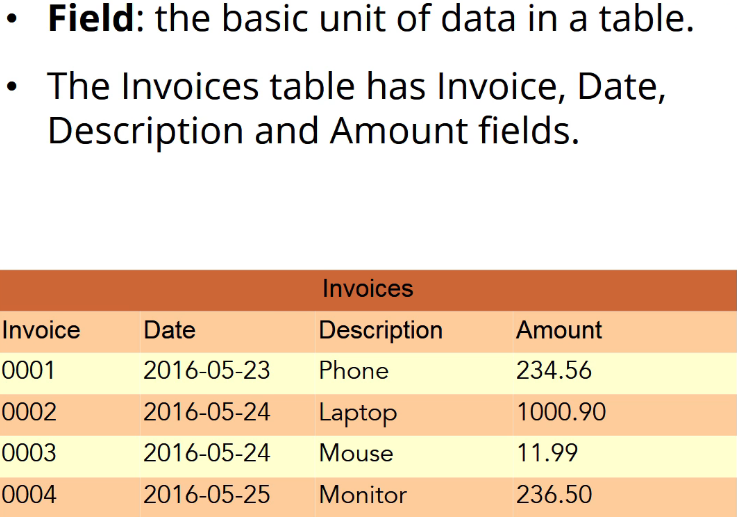 • Field: the basic unit of data in a table.
• The Invoices table has Invoice, Date,
Description and Amount fields.
Invoices
Invoice Date Description Amount
0001 2016-05-23 Phone 234.56
0002 2016-05-24 Laptop 1000.90
0003 2016-05-24 Mouse 11.99
0004 2016-05-25 Monitor 236.50